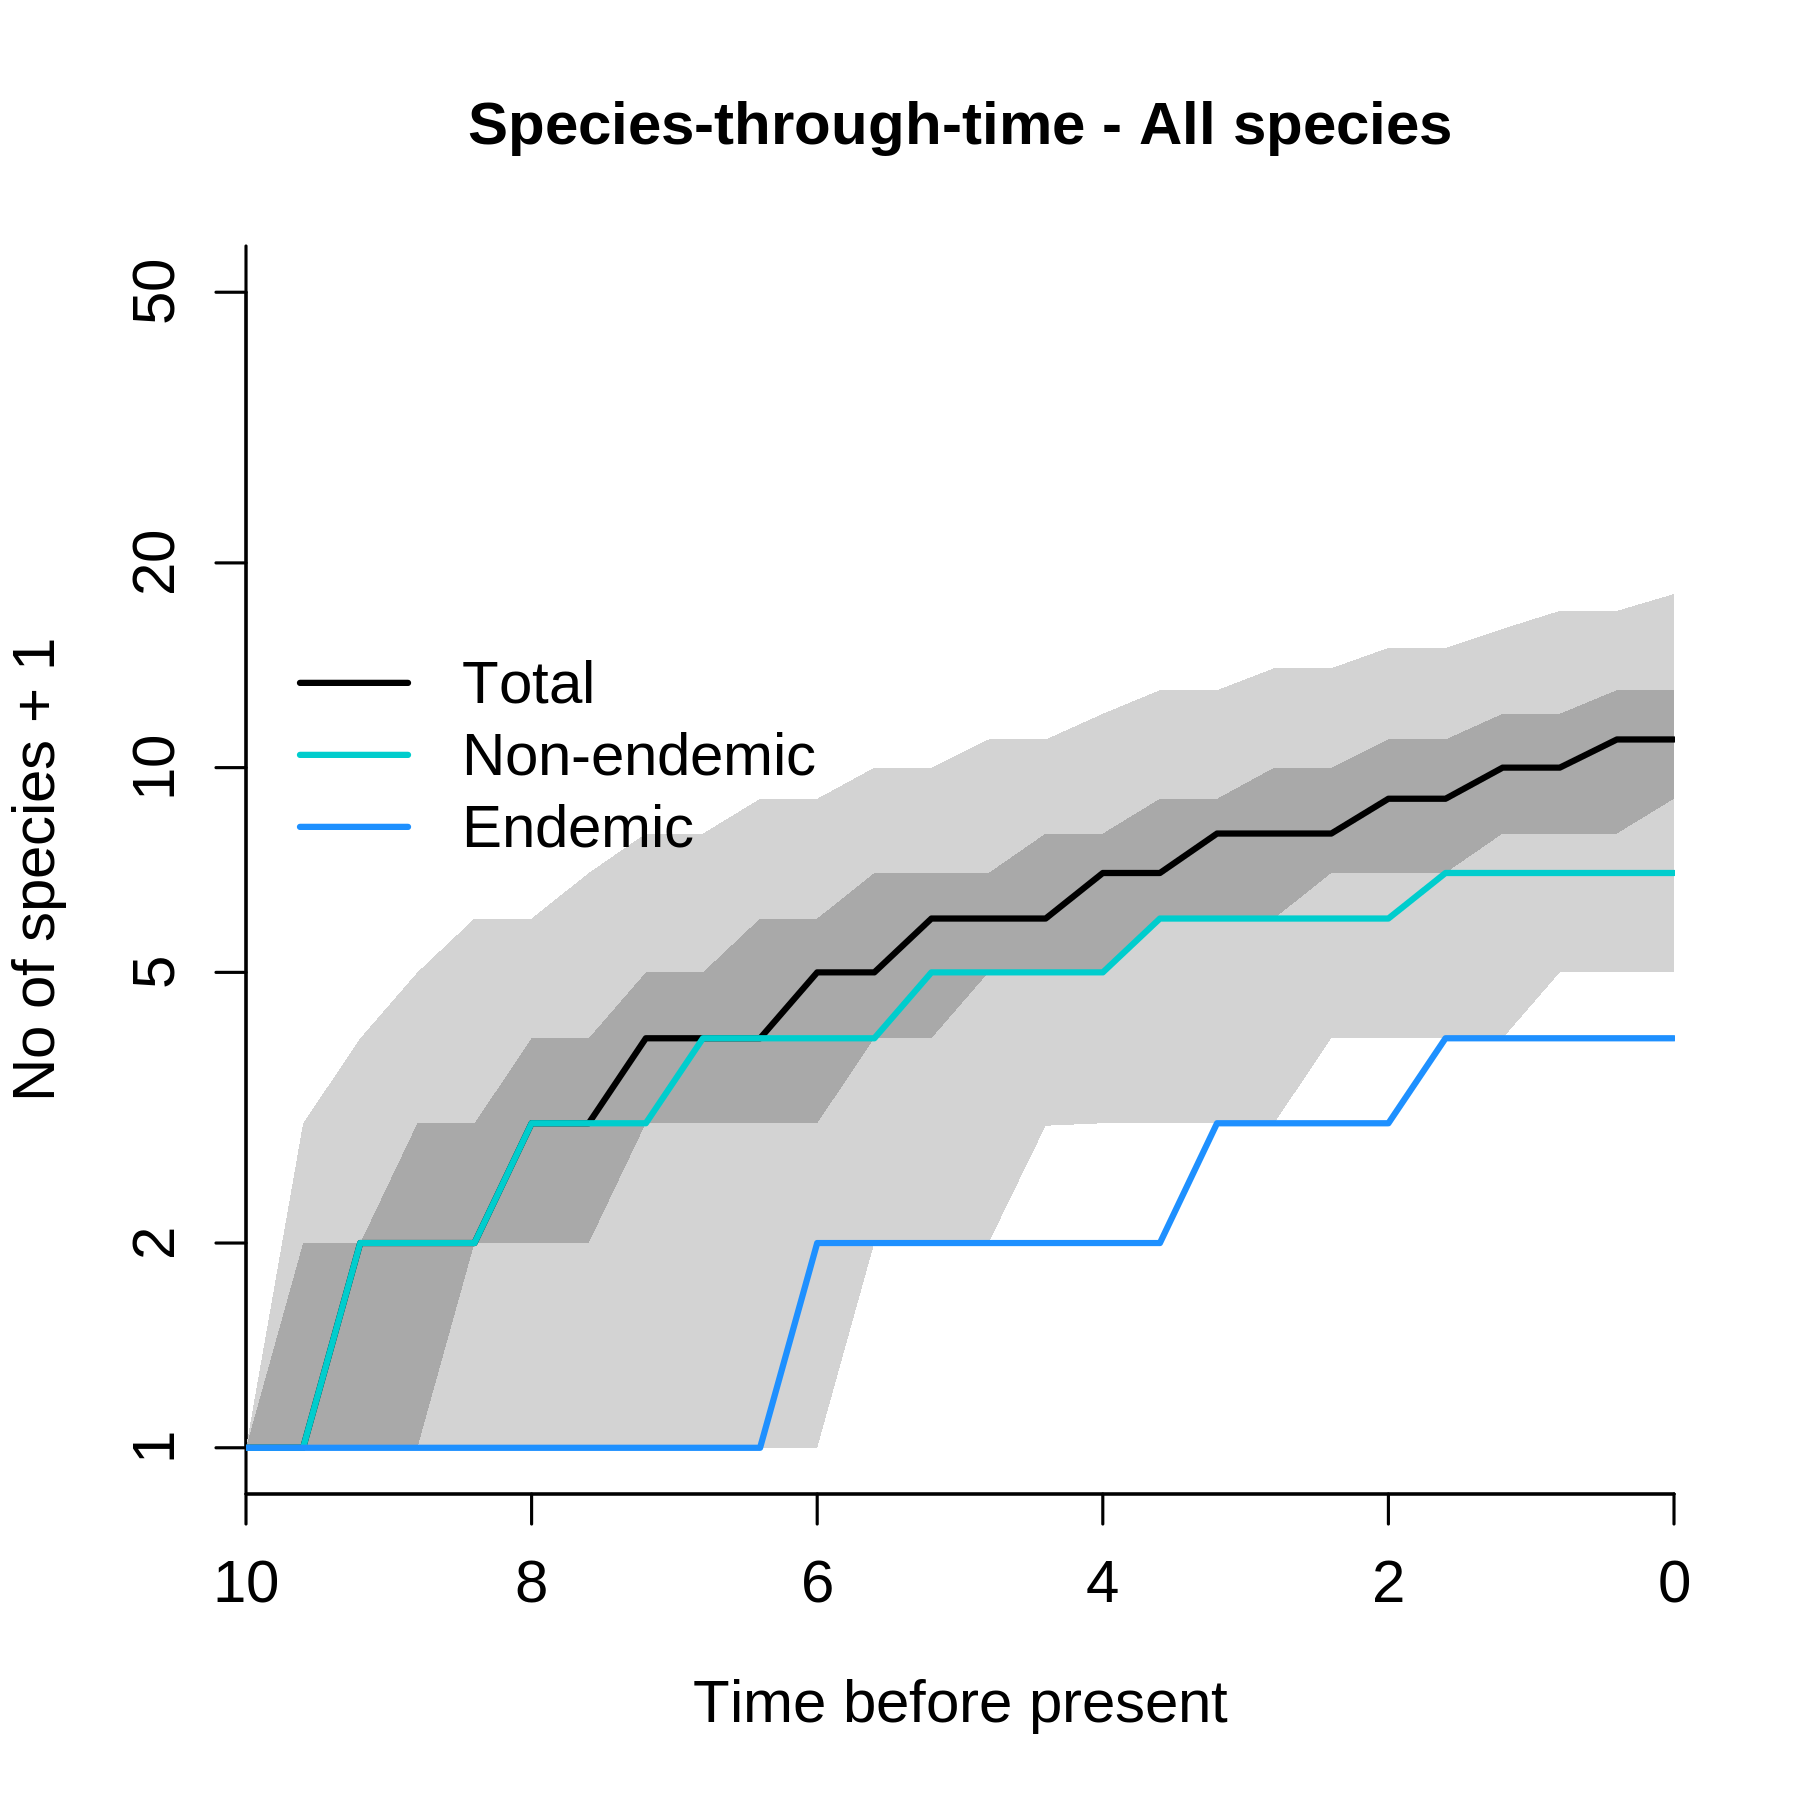 Species-through-time - All species
No of species + 1
50
20
10
5
2
1
Total
Non-endemic
Endemic
10 8 6 4 2 0
Time before present